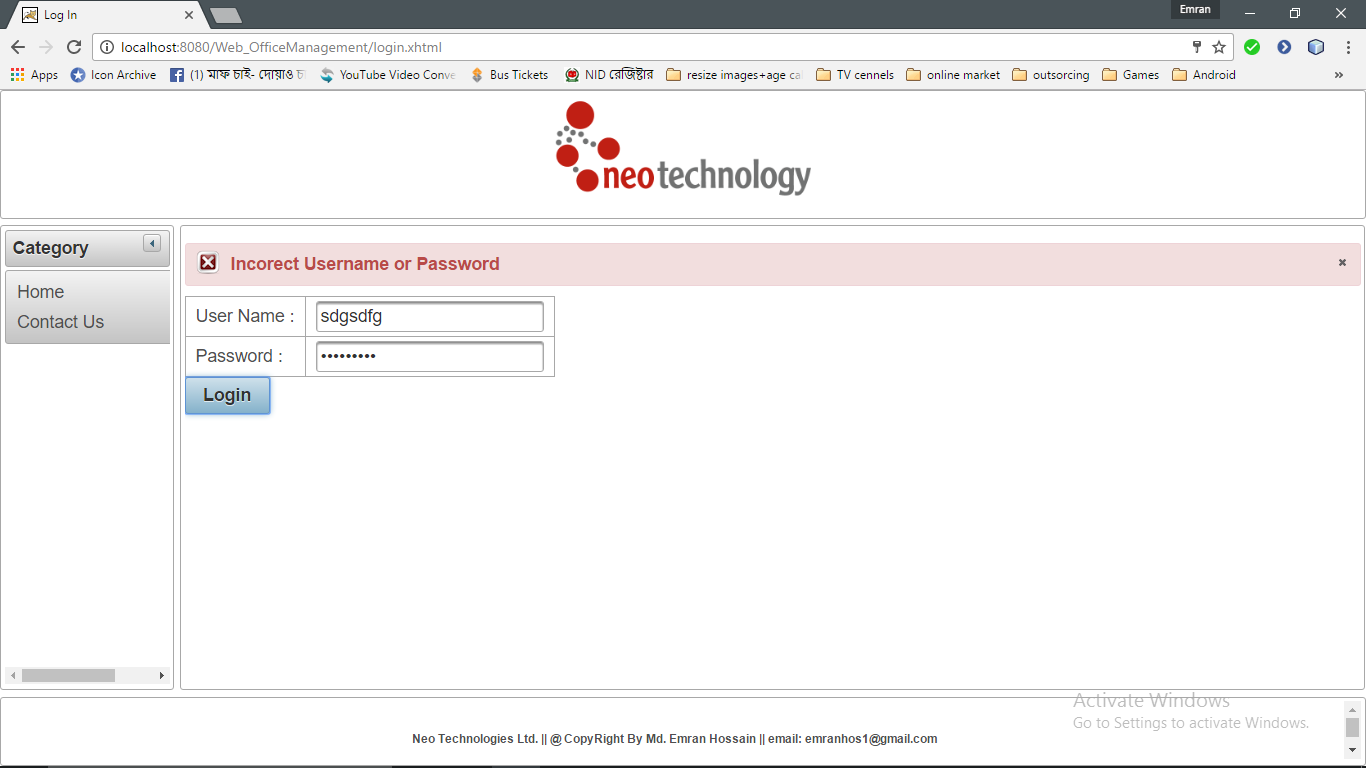 Log In
Emran
localhost:8080/Web_OfficeManagement/login.xhtml
Apps
Icon Archive
(1) মাফ চাই- দোয়াও
YouTube Video Conve
Bus Tickets
NID রেজিষ্টার
resize images+age ca
TV cennels
online market
outsorcing
Games
Android
neotechnology
Category
Home
Contact Us
Incorect Username or Password
User Name :
sdgsdfg
Password :
•••••••••
Login
Activate Windows
Go to Settings to activate Windows.
Neo Technologies Ltd. || @ CopyRight By Md. Emran Hossain || email: emranhos1@gmail.com